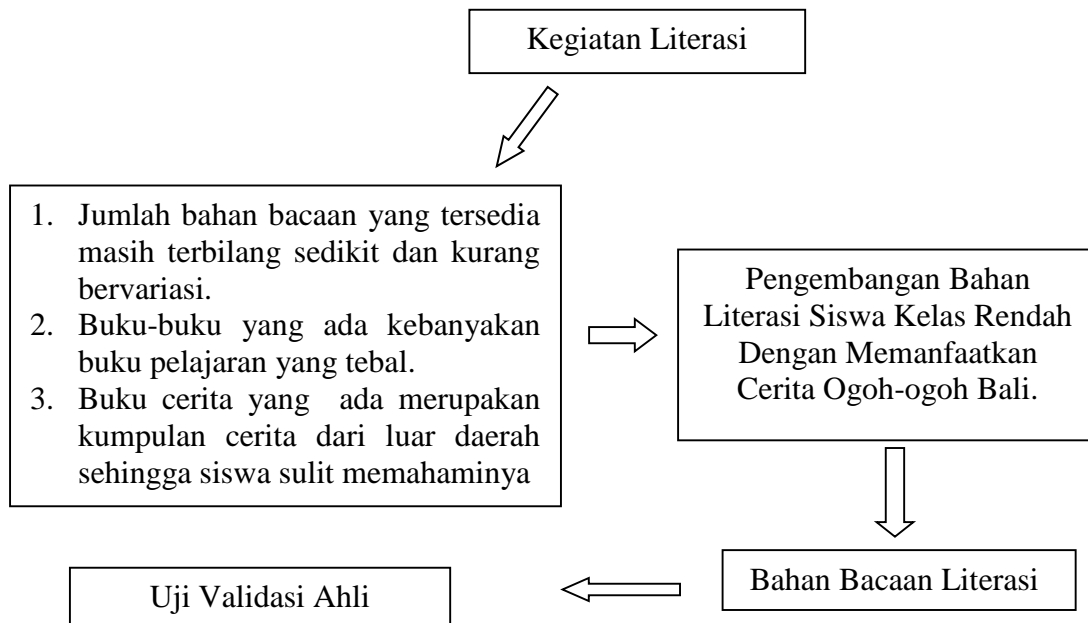 Kegiatan Literasi
1. Jumlah bahan bacaan yang tersedia
masih terbilang sedikit dan kurang
bervariasi.
2. Buku-buku yang ada kebanyakan
buku pelajaran yang tebal.
3. Buku cerita yang ada merupakan
kumpulan cerita dari luar daerah
sehingga siswa sulit memahaminya
Pengembangan Bahan
Literasi Siswa Kelas Rendah
Dengan Memanfaatkan
Cerita Ogoh-ogoh Bali.
Bahan Bacaan Literasi
Uji Validasi Ahli